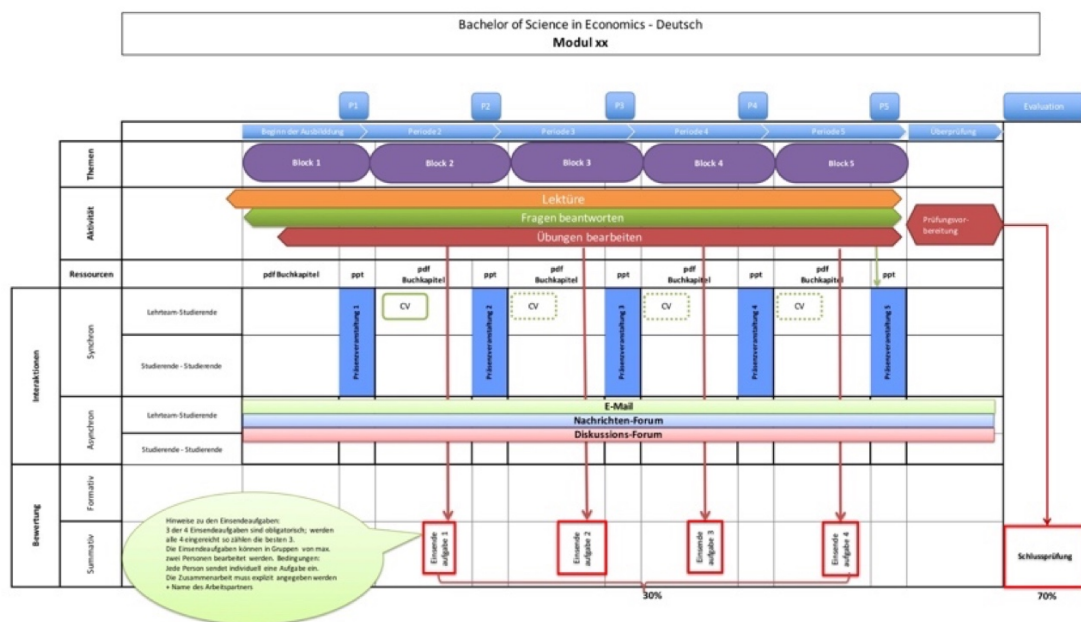 Bachelor of Science in Economics - Deutsch
Modul xx
P1 P2 P3 P4 P5 Evaluation
Beginn der Ausbildung Periode 2 Periode 3 Periode 4 Periode 5 Überprüfung
Themen
Block 1 Block 2 Block 3 Block 4 Block 5
Aktivität
Lektüre
Fragen beantworten
Übungen bearbeiten
Prüfungsvor-
bereitung
Ressourcen
pdf Buchkapitel
ppt
pdf
Buchkapitel
ppt
pdf
Buchkapitel
ppt
pdf
Buchkapitel
ppt
pdf
Buchkapitel
ppt
Interaktionen
Synchron
Lehrteam-Studierende
CV CV CV CV
Präsenzveranstaltung 1
Präsenzveranstaltung 2
Präsenzveranstaltung 3
Präsenzveranstaltung 4
Präsenzveranstaltung 5
Studierende - Studierende
Asynchron
Lehrteam-Studierende
E-Mail
Nachrichten-Forum
Diskussions-Forum
Studierende - Studierende
Bewertung
Formativ
Summativ
Hinweise zu den Einsendeaufgaben:
3 der 4 Einsendeaufgaben sind obligatorisch; werden
alle 4 eingereicht so zählen die besten 3.
Die Einsendeaufgaben können in Gruppen von max.
zwei Personen bearbeitet werden. Bedingungen:
Jede Person sendet individuell eine Aufgabe ein.
Die Zusammenarbeit muss explizit angegeben werden
+ Name des Arbeitspartners
Einsende
aufgabe 1
Einsende
aufgabe 2
Einsende
aufgabe 3
Einsende
aufgabe 4
Schlussprüfung
30%
70%